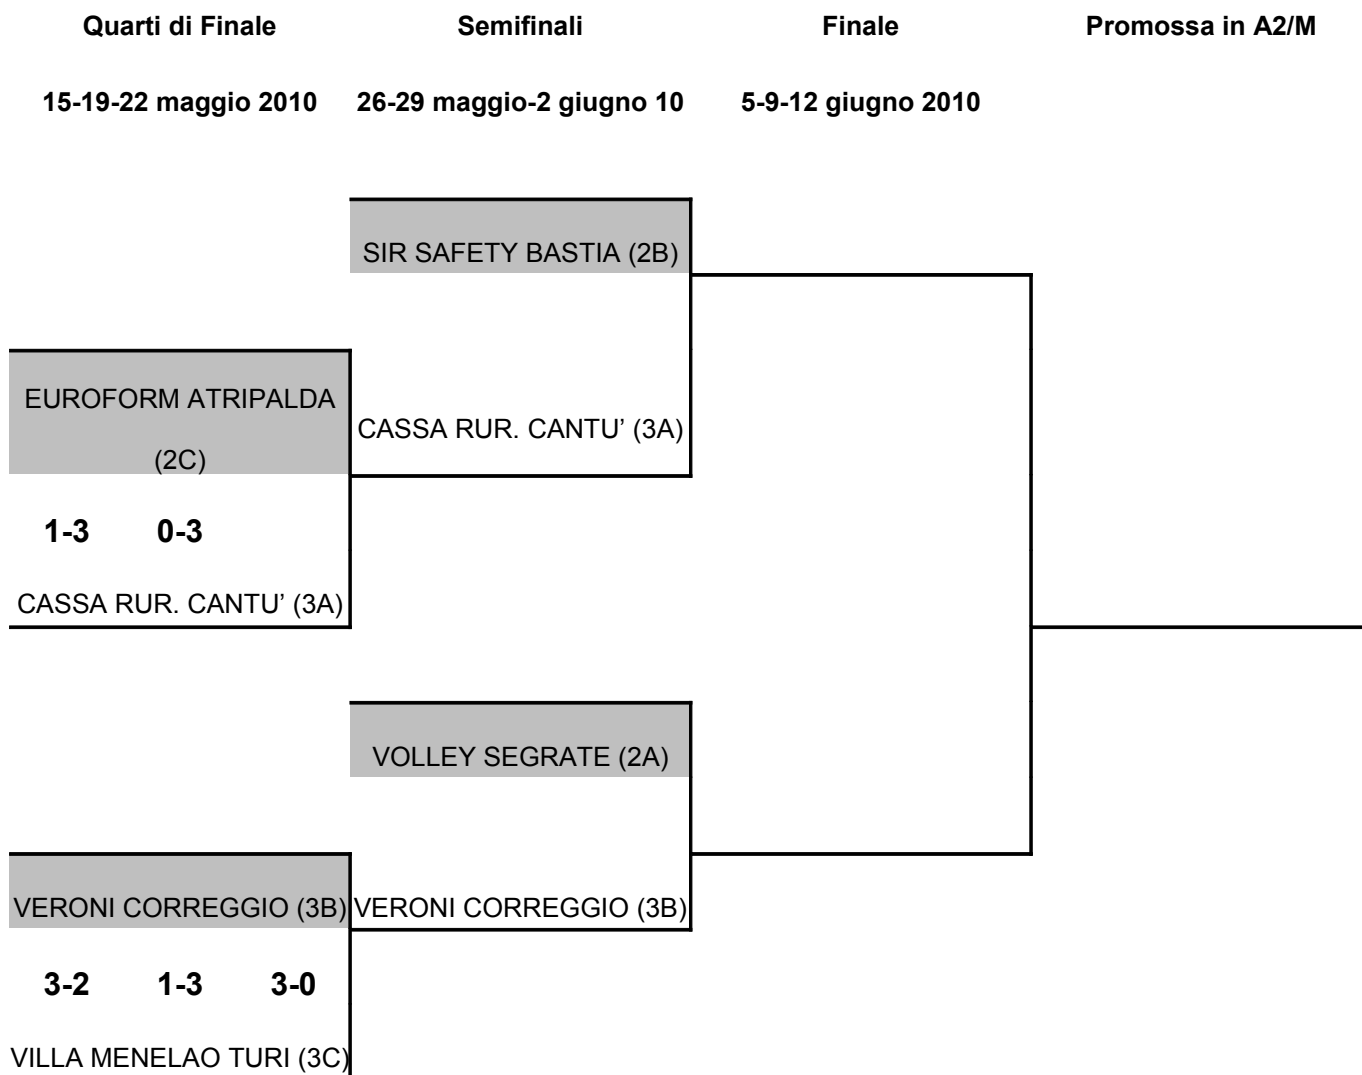 Quarti di Finale Semifinali Finale Promossa in A2/M
15-19-22 maggio 2010 26-29 maggio-2 giugno 10 5-9-12 giugno 2010
SIR SAFETY BASTIA (2B)
EUROFORM ATRIPALDA
(2C)
CASSA RUR. CANTU’ (3A)
1-3 0-3
CASSA RUR. CANTU’ (3A)
VOLLEY SEGRATE (2A)
VERONI CORREGGIO (3B) VERONI CORREGGIO (3B)
3-2 1-3 3-0
VILLA MENELAO TURI (3C)